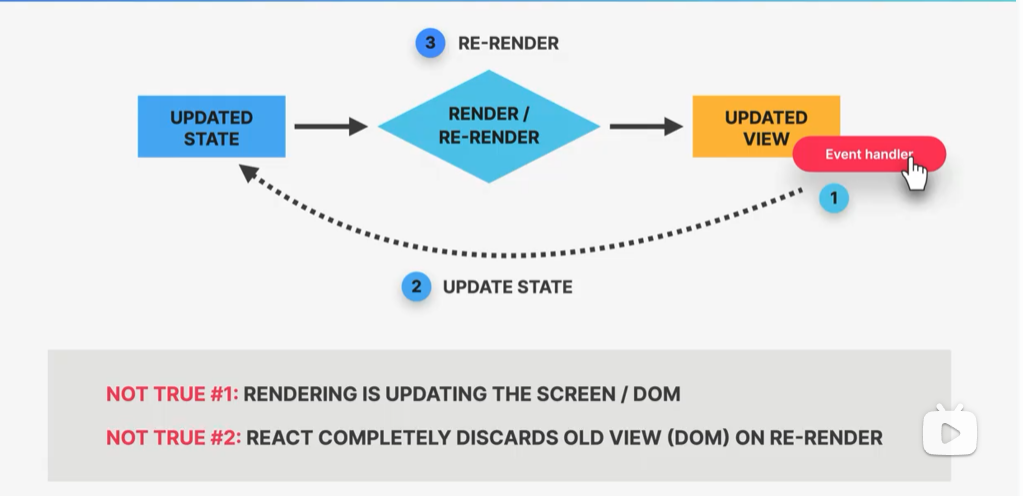 3 RE-RENDER
UPDATED
STATE
RENDER /
RE-RENDER
UPDATED
VIEW
Event handler
1
2 UPDATE STATE
NOT TRUE #1: RENDERING IS UPDATING THE SCREEN / DOM
NOT TRUE #2: REACT COMPLETELY DISCARDS OLD VIEW (DOM) ON RE-RENDER